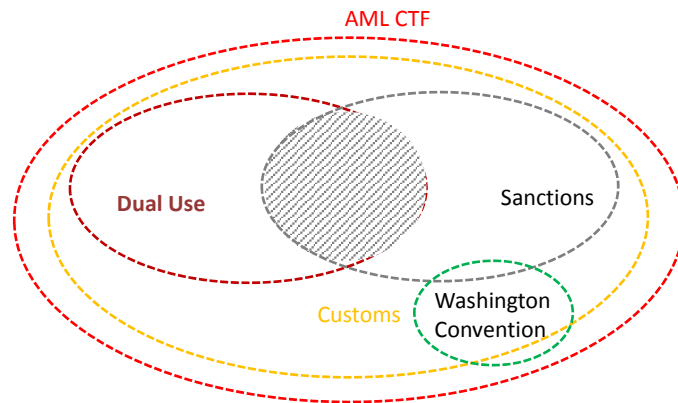 AML CTF
Dual Use
Sanctions
Customs
Washington
Convention